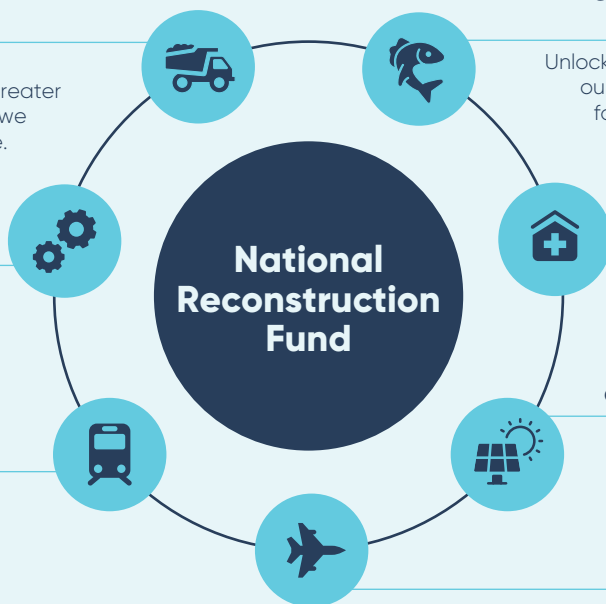 Unlock
reater
ou
we
fo
National
Reconstruction
Fund